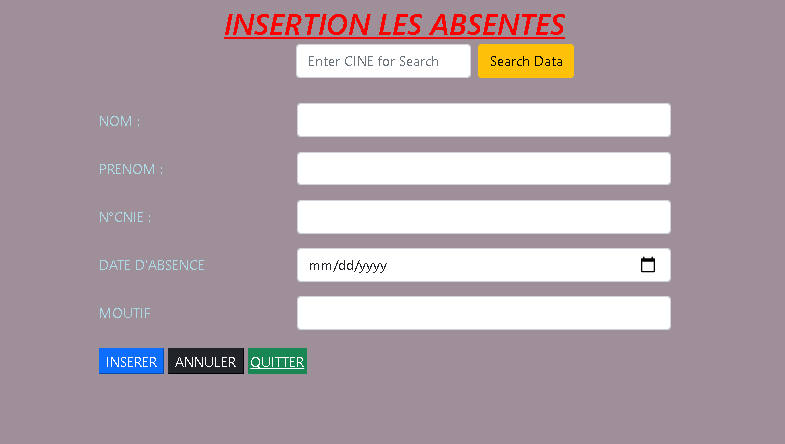 INSERTION LES ABSENTES
Enter CINE for Search Search Data
NOM :
PRENOM :
N°CNIE :
DATE D'ABSENCE mm/dd/yyyy
MOUTIF
INSERER ANNULER QUITTER